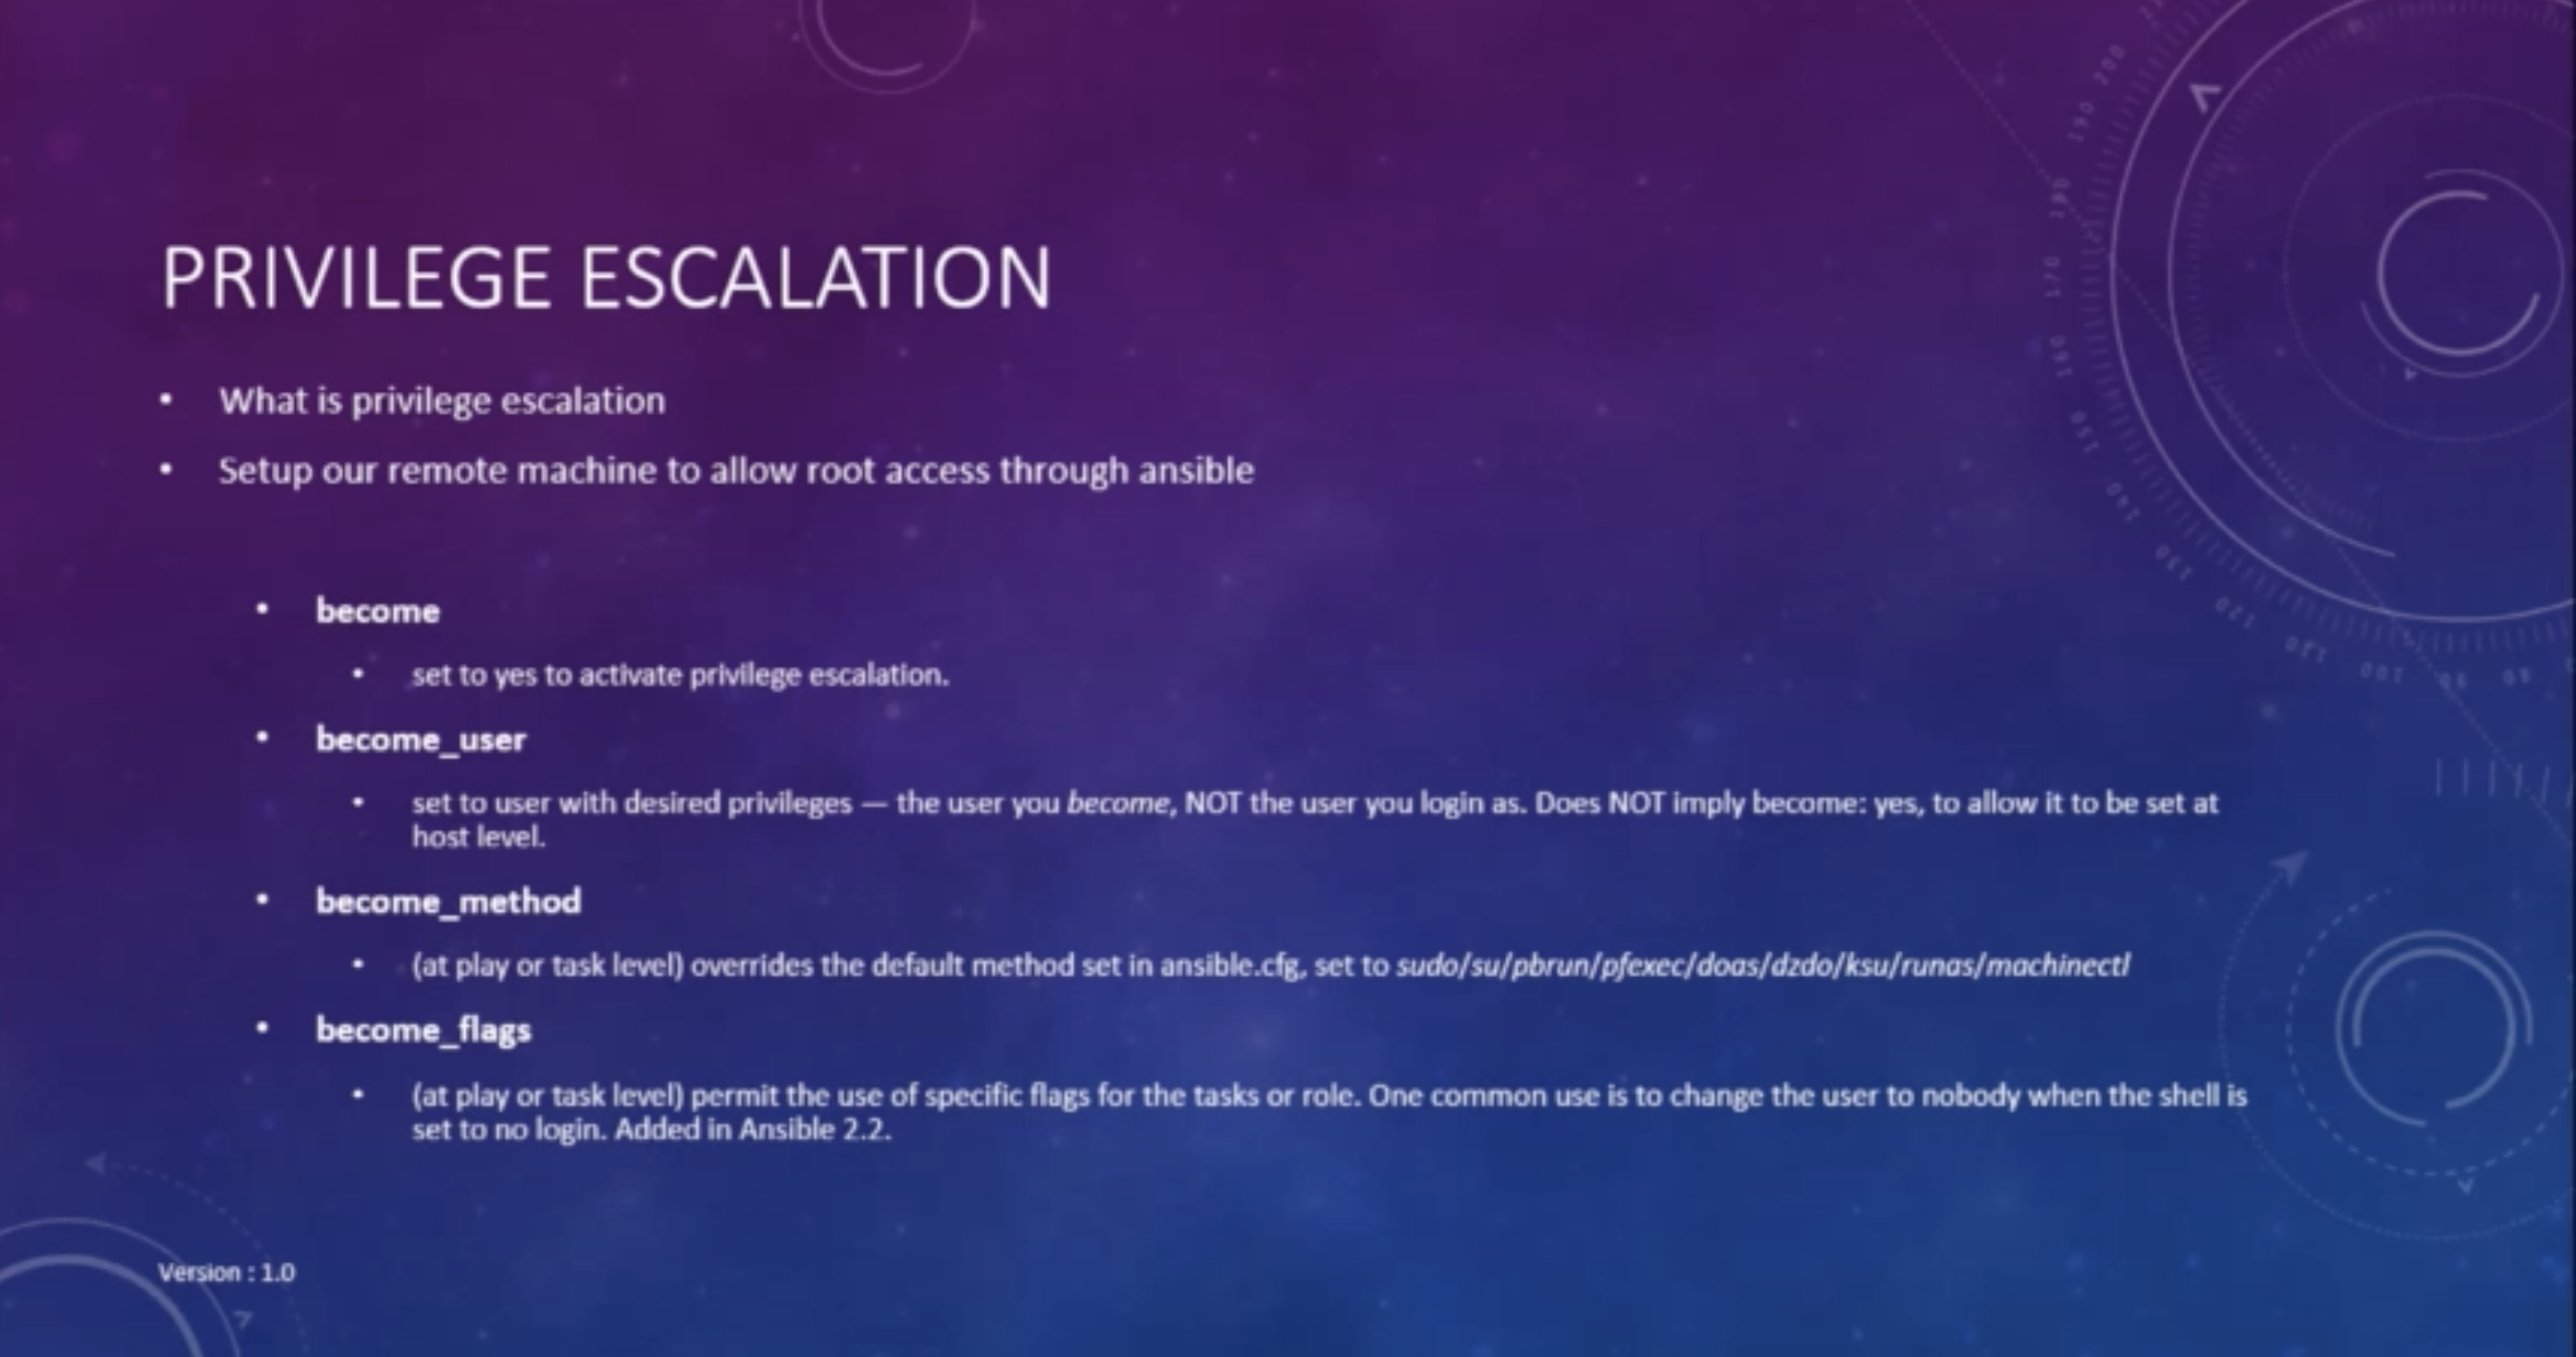 PRIVILEGE ESCALATION
• What is privilege escalation
• Setup our remote machine to allow root access through ansible
• become
• set to yes to activate privilege escalation.
• become_user
• set to user with desired privileges — the user you become, NOT the user you login as. Does NOT imply become: yes, to allow it to be set at
host level.
• become_method
• (at play or task level) overrides the default method set in ansible.cfg, set to sudo/su/pbrun/pfexec/doas/dzdo/ksu/runas/machinectl
• become_flags
• (at play or task level) permit the use of specific flags for the tasks or role. One common use is to change the user to nobody when the shell is
set to no login. Added in Ansible 2.2.
Version : 1.0